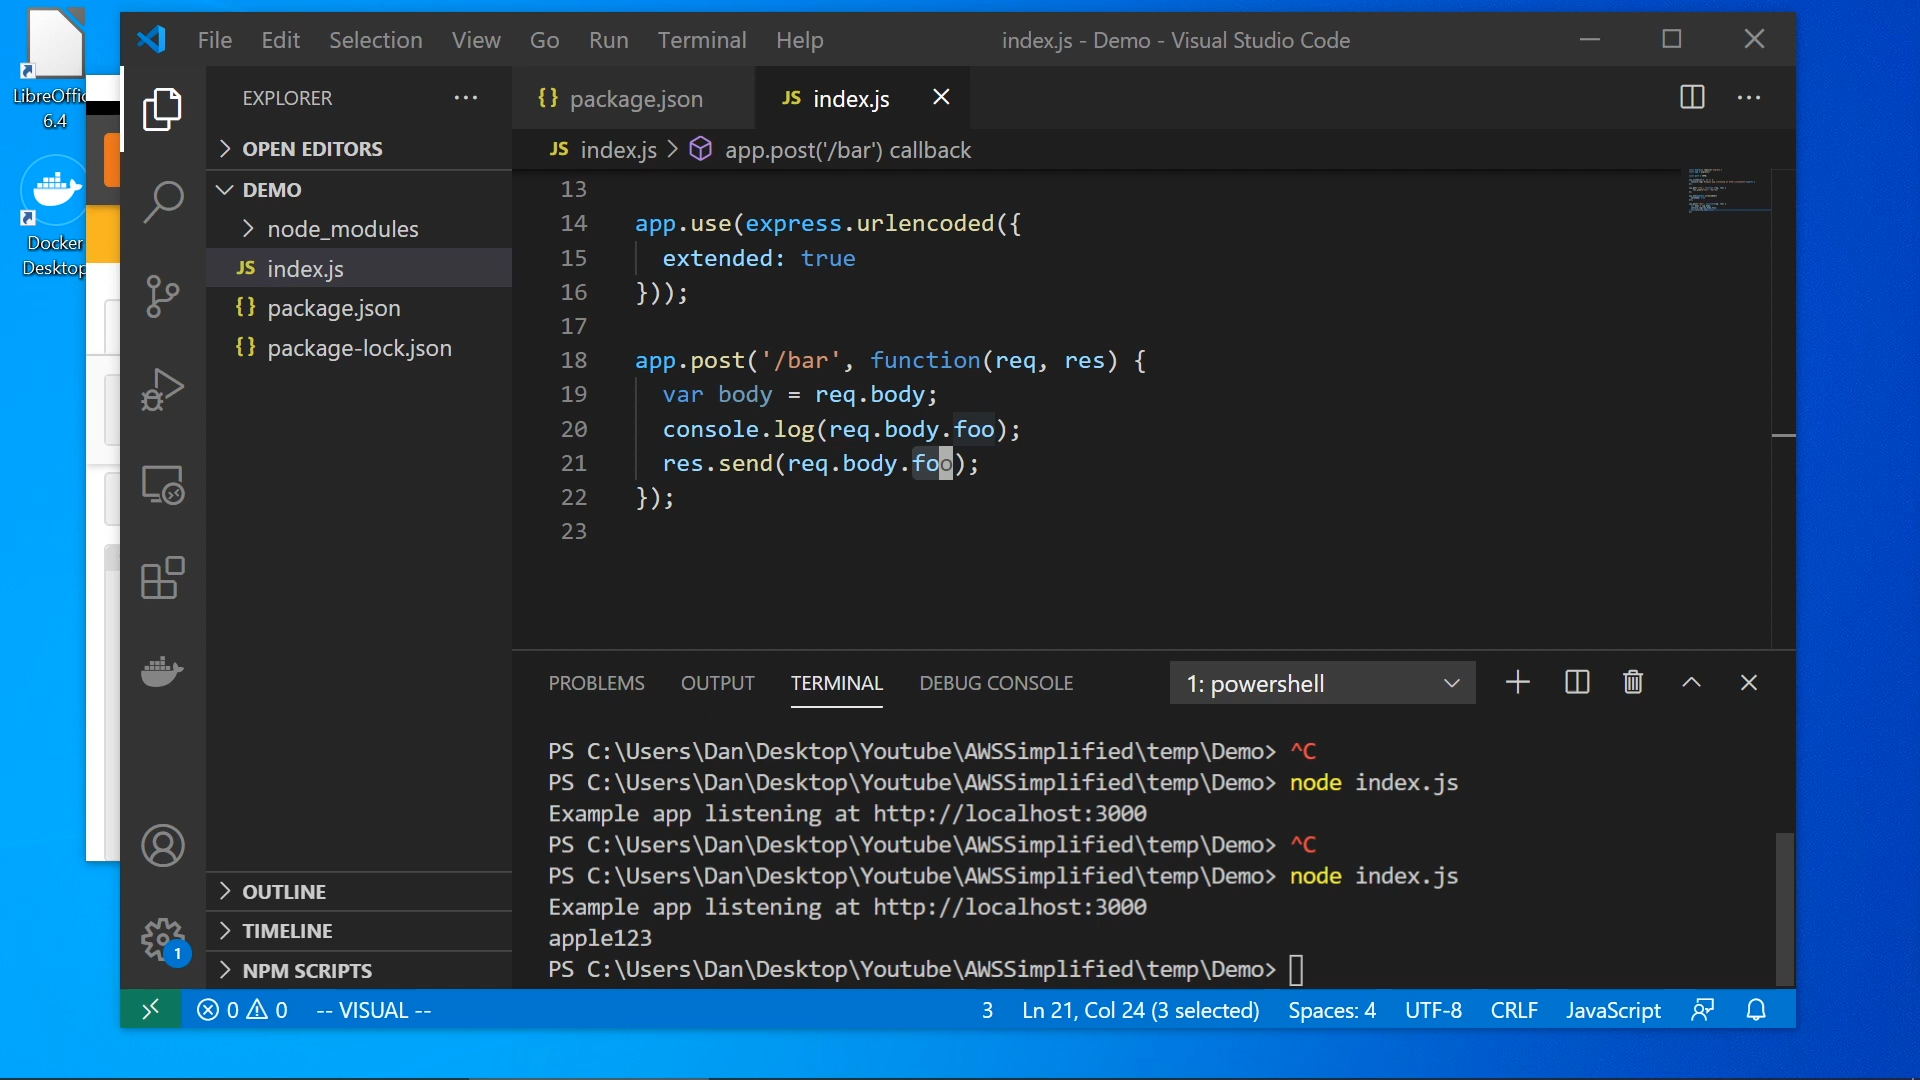 LibreOffic
6.4
Docker
Desktop
File Edit Selection View Go Run Terminal Help
index.js - Demo - Visual Studio Code
EXPLORER
OPEN EDITORS
DEMO
node_modules
JS index.js
{} package.json
{} package-lock.json
OUTLINE
TIMELINE
NPM SCRIPTS
1
{} package.json
JS index.js
JS index.js > app.post('/bar') callback
13
14 app.use(express.urlencoded({
15 extended: true
16 }));
17
18 app.post('/bar', function(req, res) {
19 var body = req.body;
20 console.log(req.body.foo);
21 res.send(req.body.foo);
22 });
23
PROBLEMS OUTPUT TERMINAL DEBUG CONSOLE
1: powershell
PS C:\Users\Dan\Desktop\Youtube\AWSSimplified\temp\Demo> ^C
PS C:\Users\Dan\Desktop\Youtube\AWSSimplified\temp\Demo> node index.js
Example app listening at http://localhost:3000
PS C:\Users\Dan\Desktop\Youtube\AWSSimplified\temp\Demo> ^C
PS C:\Users\Dan\Desktop\Youtube\AWSSimplified\temp\Demo> node index.js
Example app listening at http://localhost:3000
apple123
PS C:\Users\Dan\Desktop\Youtube\AWSSimplified\temp\Demo>
0 0 -- VISUAL -- 3 Ln 21, Col 24 (3 selected) Spaces: 4 UTF-8 CRLF JavaScript